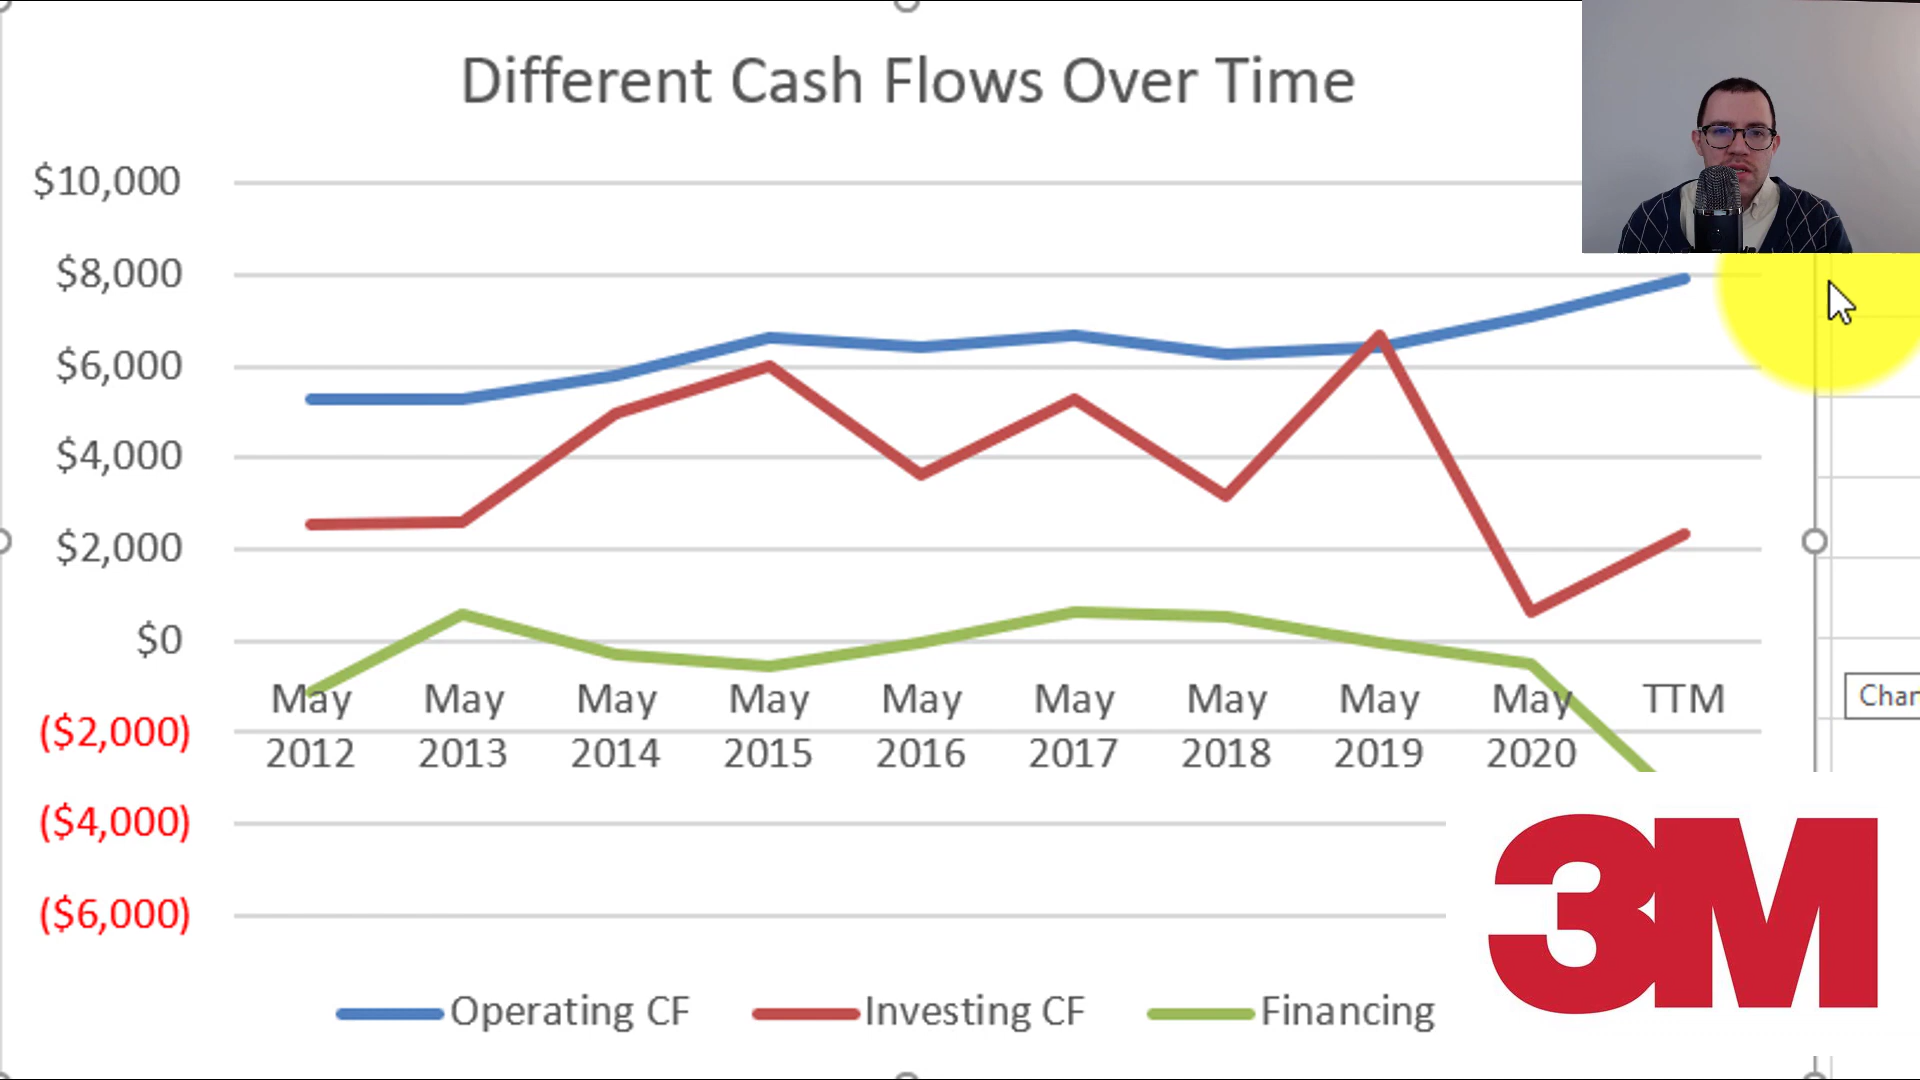 Different Cash Flows Over Time
$10,000
$8,000
$6,000
$4,000
$2,000
$0
($2,000)
($4,000)
($6,000)
May May May May May May May May May TTM
2012 2013 2014 2015 2016 2017 2018 2019 2020
Operating CF Investing CF Financing
Char
3M